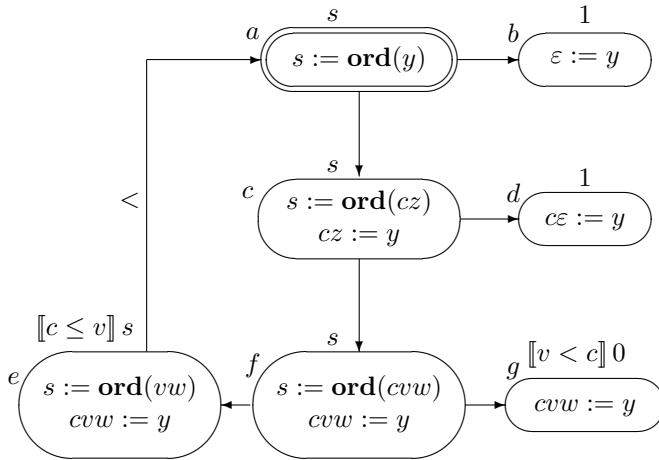 s
a
s := ord(y)
b
1
ε := y
<
s
c
s := ord(cz)
cz := y
d
1
cε := y
⟦c ≤ v⟧ s
e
s := ord(vw)
cvw := y
s
f
s := ord(cvw)
cvw := y
⟦v < c⟧ 0
g
cvw := y